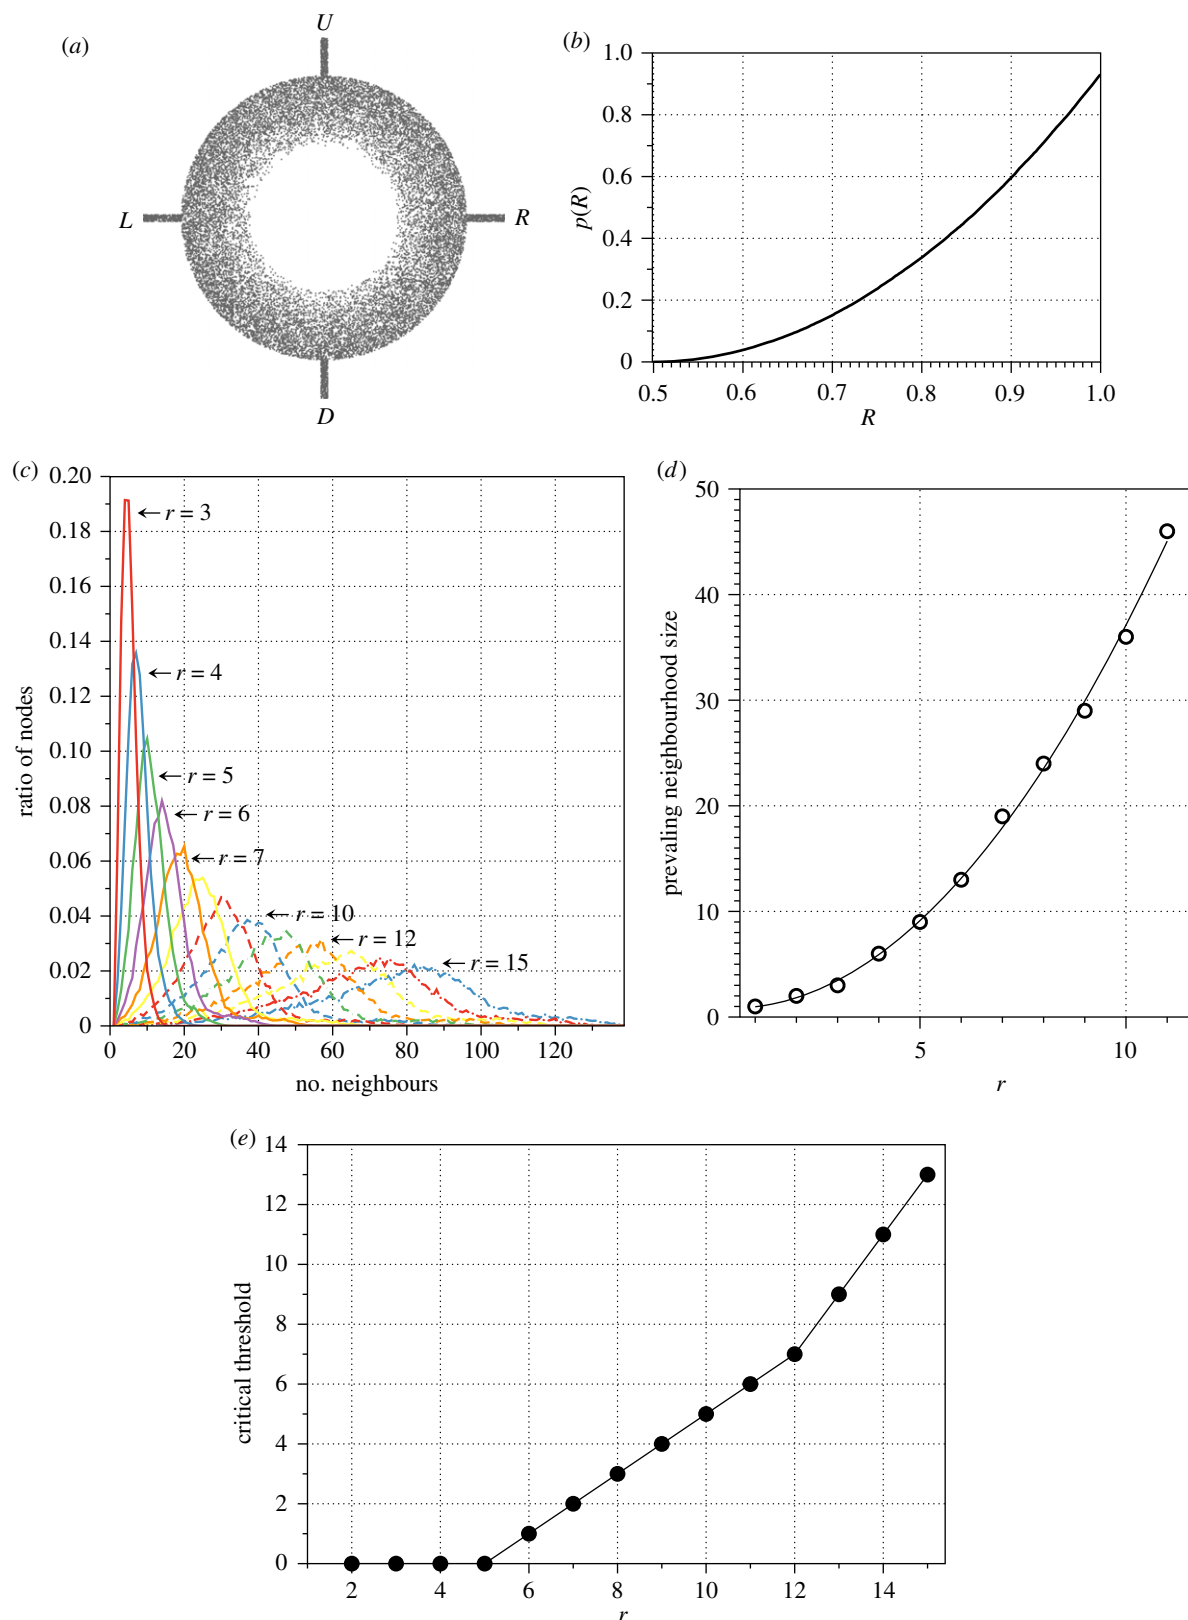 (a)
U
L
R
D
(b)
1.0
0.8
0.6
0.4
0.2
0
p(R)
0.5 0.6 0.7 0.8 0.9 1.0
R
(c)
0.20
0.18
0.16
0.14
0.12
0.10
0.08
0.06
0.04
0.02
0
ratio of nodes
r = 3
r = 4
r = 5
r = 6
r = 7
r = 10
r = 12
r = 15
0 20 40 60 80 100 120
no. neighbours
(d)
50
40
30
20
10
0
prevaling neighbourhood size
5 10
r
(e)
14
12
10
8
6
4
2
0
critical threshold
2 4 6 8 10 12 14
r